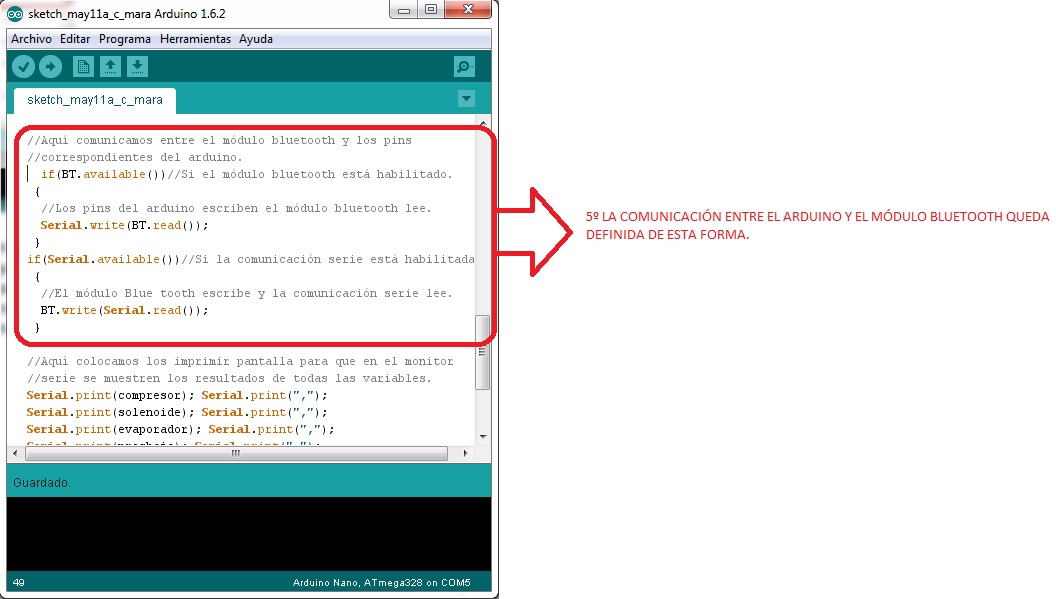 sketch_may11a_c_mara Arduino 1.6.2
Archivo Editar Programa Herramientas Ayuda
sketch_may11a_c_mara
//Aqui comunicamos entre el módulo bluetooth y los pins
//correspondientes del arduino.
if(BT.available())//Si el módulo bluetooth está habilitado.
{
//Los pins del arduino escriben el módulo bluetooth lee.
Serial.write(BT.read());
}
if(Serial.available())//Si la comunicación serie está habilitada
{
//El módulo Blue tooth escribe y la comunicación serie lee.
BT.write(Serial.read());
}
//Aqui colocamos los imprimir pantalla para que en el monitor
//serie se muestren los resultados de todas las variables.
Serial.print(compresor); Serial.print(",");
Serial.print(solenoide); Serial.print(",");
Serial.print(evaporador); Serial.print(",");
Guardado.
49
Arduino Nano, ATmega328 on COM5
5º LA COMUNICACIÓN ENTRE EL ARDUINO Y EL MÓDULO BLUETOOTH QUEDA
DEFINIDA DE ESTA FORMA.